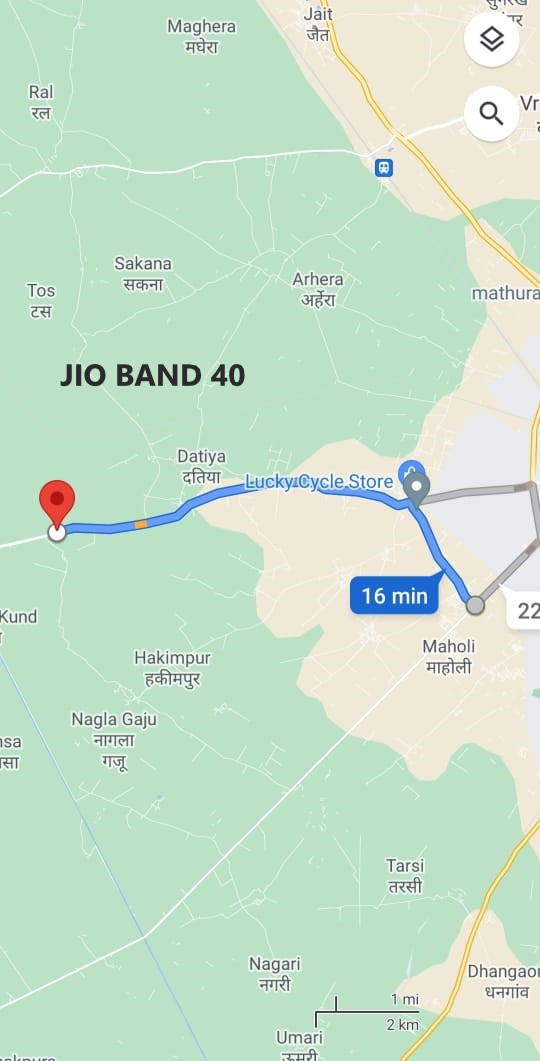 Jait
जैत
Maghera
मघेरा
Ral
रल
Vr
Sakana
सकना
Arhera
अर्हेरा
Tos
टस
mathura
JIO BAND 40
Datiya
दतिया
Lucky Cycle Store
16 min
22
Kund
Maholi
माहोली
Hakimpur
हकीमपुर
Nagla Gaju
नागला
गजू
Tarsi
तरसी
Nagari
नगरी
Dhangaon
धनगांव
1 mi
2 km
Umari